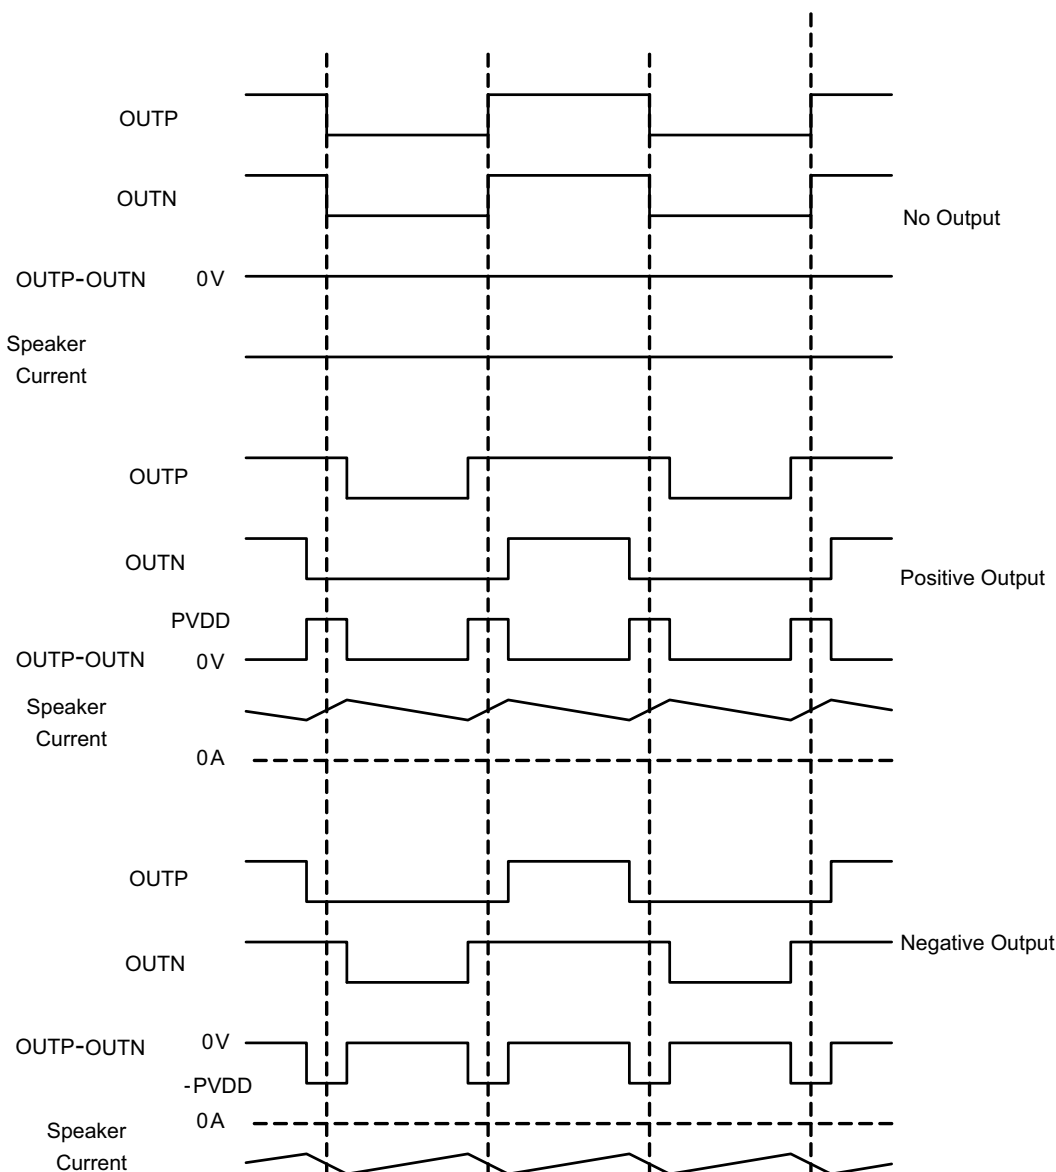 OUTP
OUTN
No Output
OUTP-OUTN 0V
Speaker
Current
OUTP
OUTN
Positive Output
PVDD
OUTP-OUTN 0V
Speaker
Current
0A
OUTP
Negative Output
OUTN
OUTP-OUTN 0V
-PVDD
0A
Speaker
Current